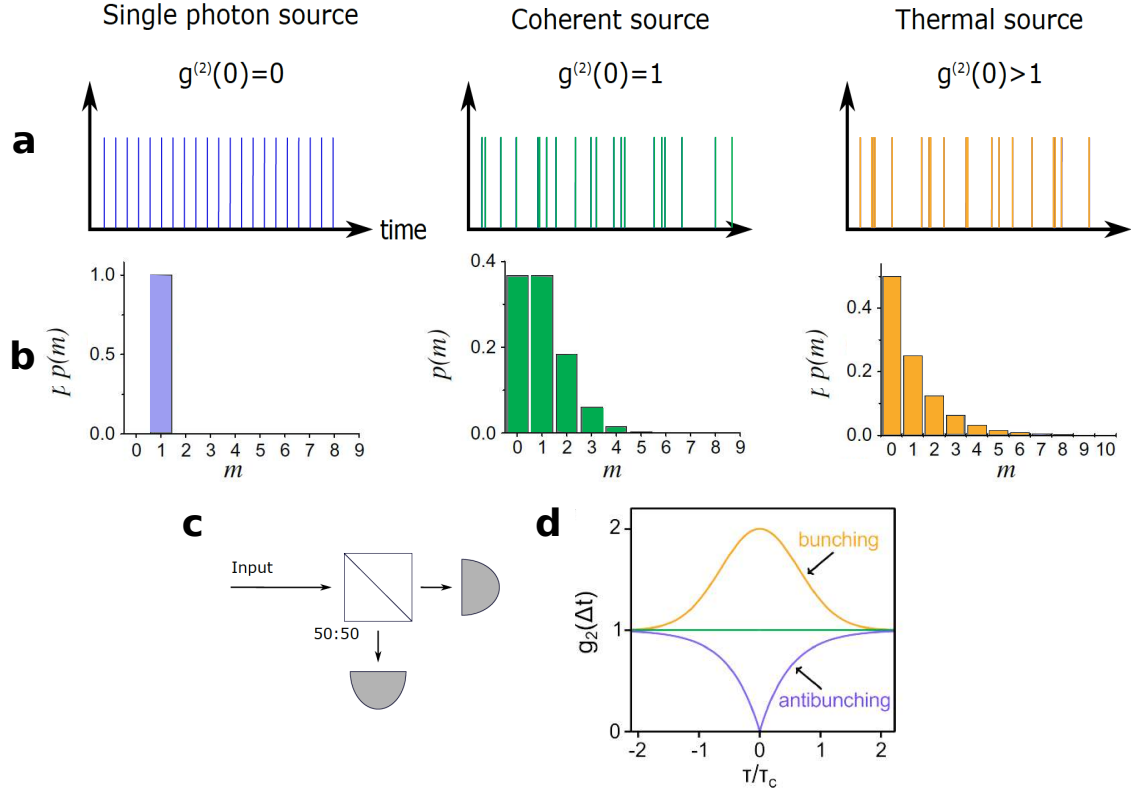 Single photon source
Coherent source
Thermal source
g⁽²⁾(0)=0
g⁽²⁾(0)=1
g⁽²⁾(0)>1
a
time
b
p(m)
1.0
0.5
0.0
0 1 2 3 4 5 6 7 8 9
m
p(m)
0.4
0.2
0.0
0 1 2 3 4 5 6 7 8 9
m
p(m)
0.4
0.2
0.0
0 1 2 3 4 5 6 7 8 9 10
m
c
Input
50:50
d
g₂(Δt)
2
1
0
bunching
antibunching
-2 -1 0 1 2
τ/τc